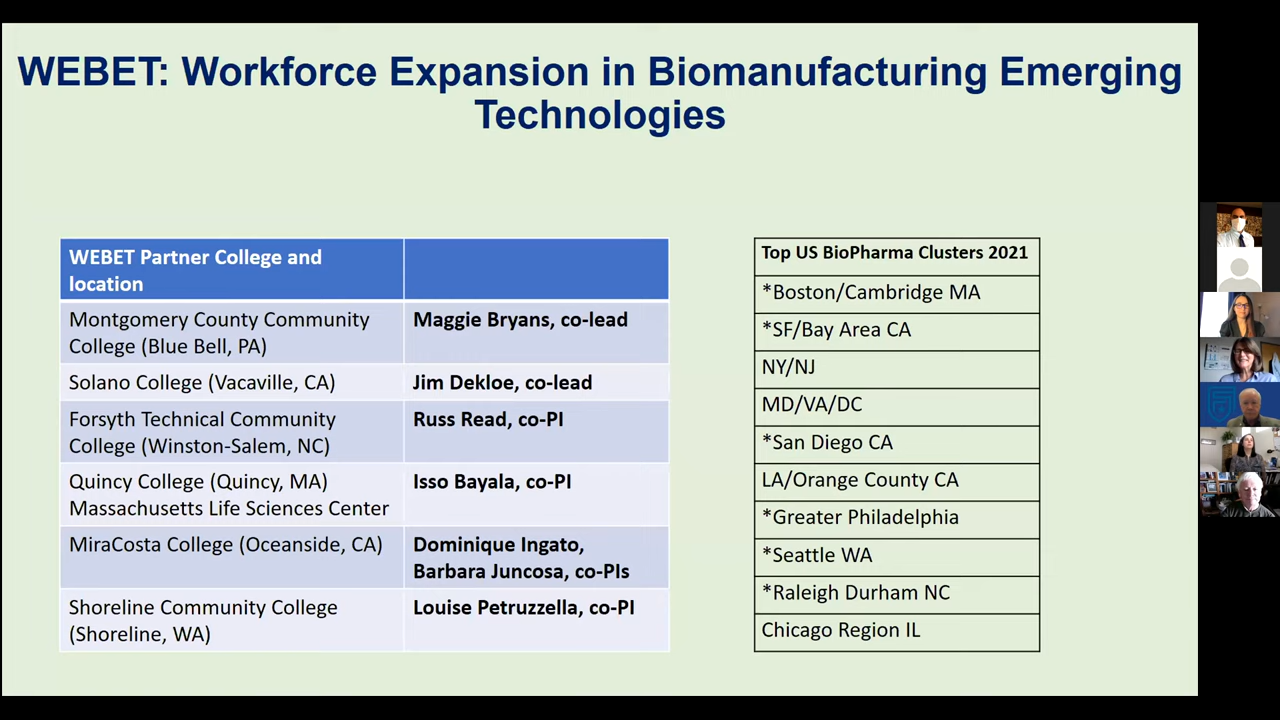 WEBET: Workforce Expansion in Biomanufacturing Emerging
Technologies
WEBET Partner College and
location
Montgomery County Community
College (Blue Bell, PA)
Maggie Bryans, co-lead
Solano College (Vacaville, CA)
Jim Dekloe, co-lead
Forsyth Technical Community
College (Winston-Salem, NC)
Russ Read, co-PI
Quincy College (Quincy, MA)
Massachusetts Life Sciences Center
Isso Bayala, co-PI
MiraCosta College (Oceanside, CA)
Dominique Ingato,
Barbara Juncosa, co-PIs
Shoreline Community College
(Shoreline, WA)
Louise Petruzzella, co-PI
Top US BioPharma Clusters 2021
*Boston/Cambridge MA
*SF/Bay Area CA
NY/NJ
MD/VA/DC
*San Diego CA
LA/Orange County CA
*Greater Philadelphia
*Seattle WA
*Raleigh Durham NC
Chicago Region IL